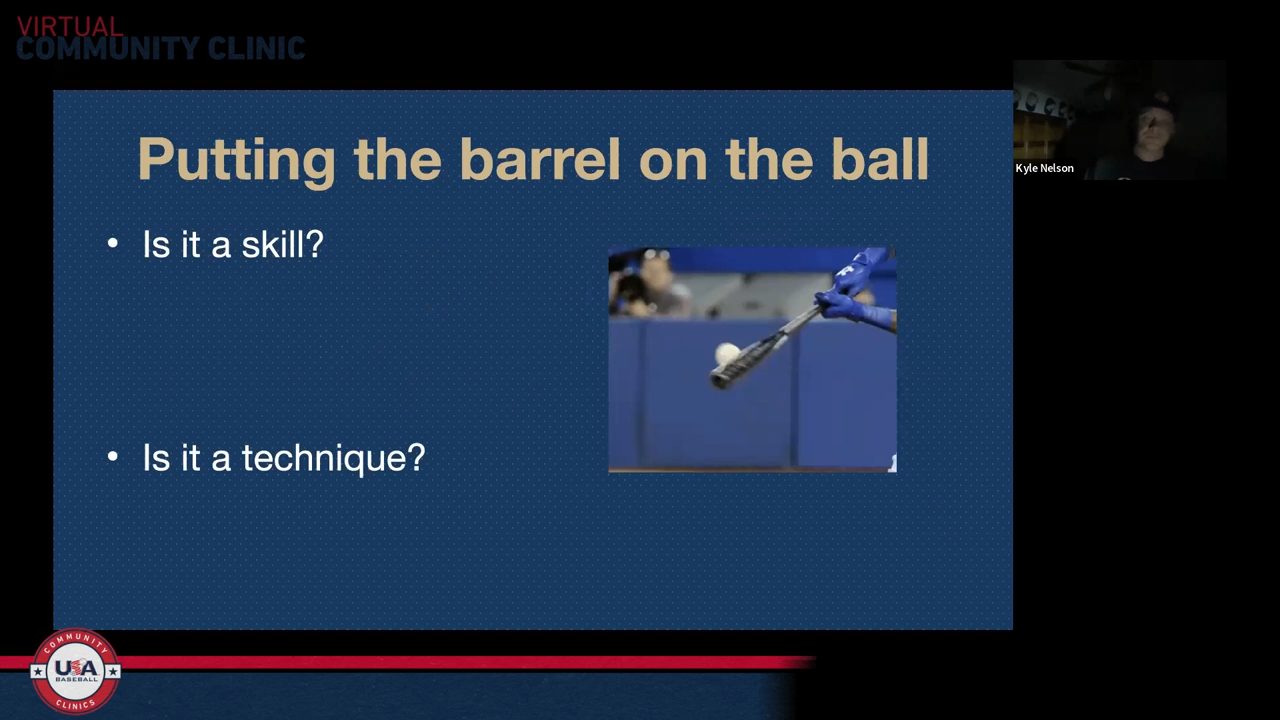 VIRTUAL
COMMUNITY CLINIC
Putting the barrel on the ball
• Is it a skill?
• Is it a technique?
Kyle Nelson
COMMUNITY
USA
BASEBALL
CLINICS